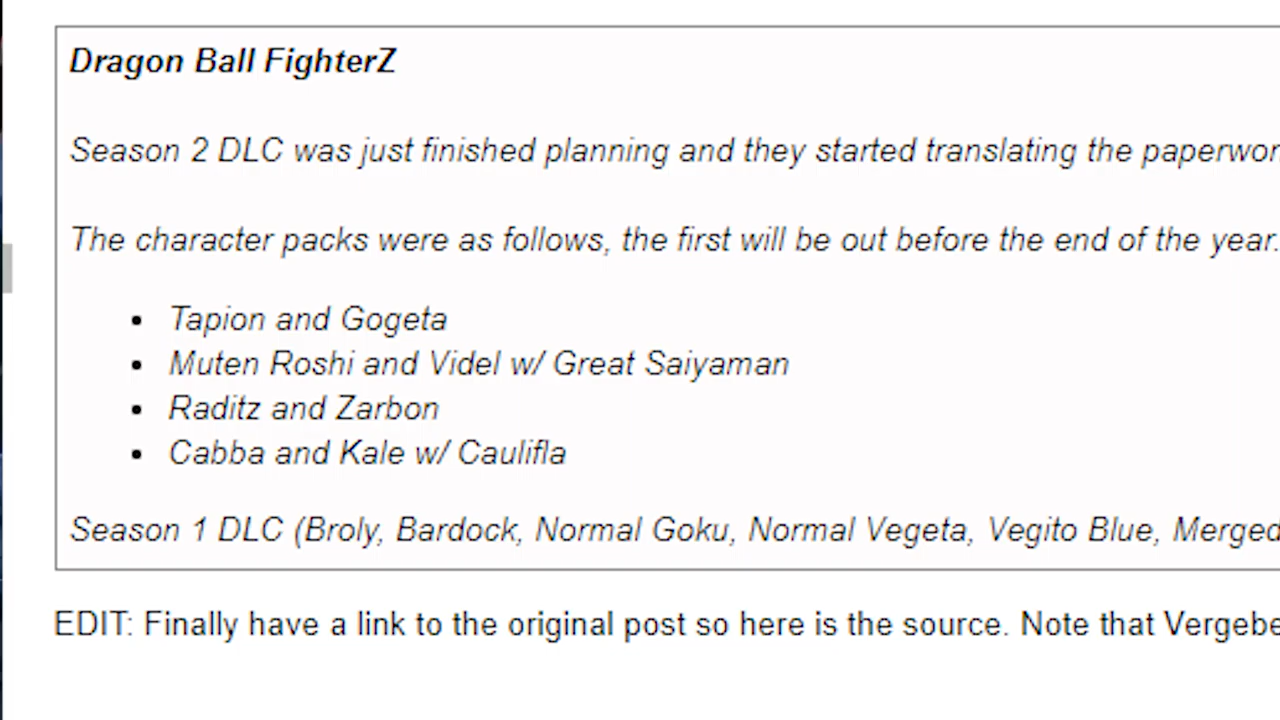 Dragon Ball FighterZ
Season 2 DLC was just finished planning and they started translating the
The character packs were as follows, the first will be out before the end of the year.
• Tapion and Gogeta
• Muten Roshi and Videl w/ Great Saiyaman
• Raditz and Zarbon
• Cabba and Kale w/ Caulifla
Season 1 DLC (Broly, Bardock, Normal Goku, Normal Vegeta, Vegito Blue, Merged
EDIT: Finally have a link to the original post so here is the source. Note that